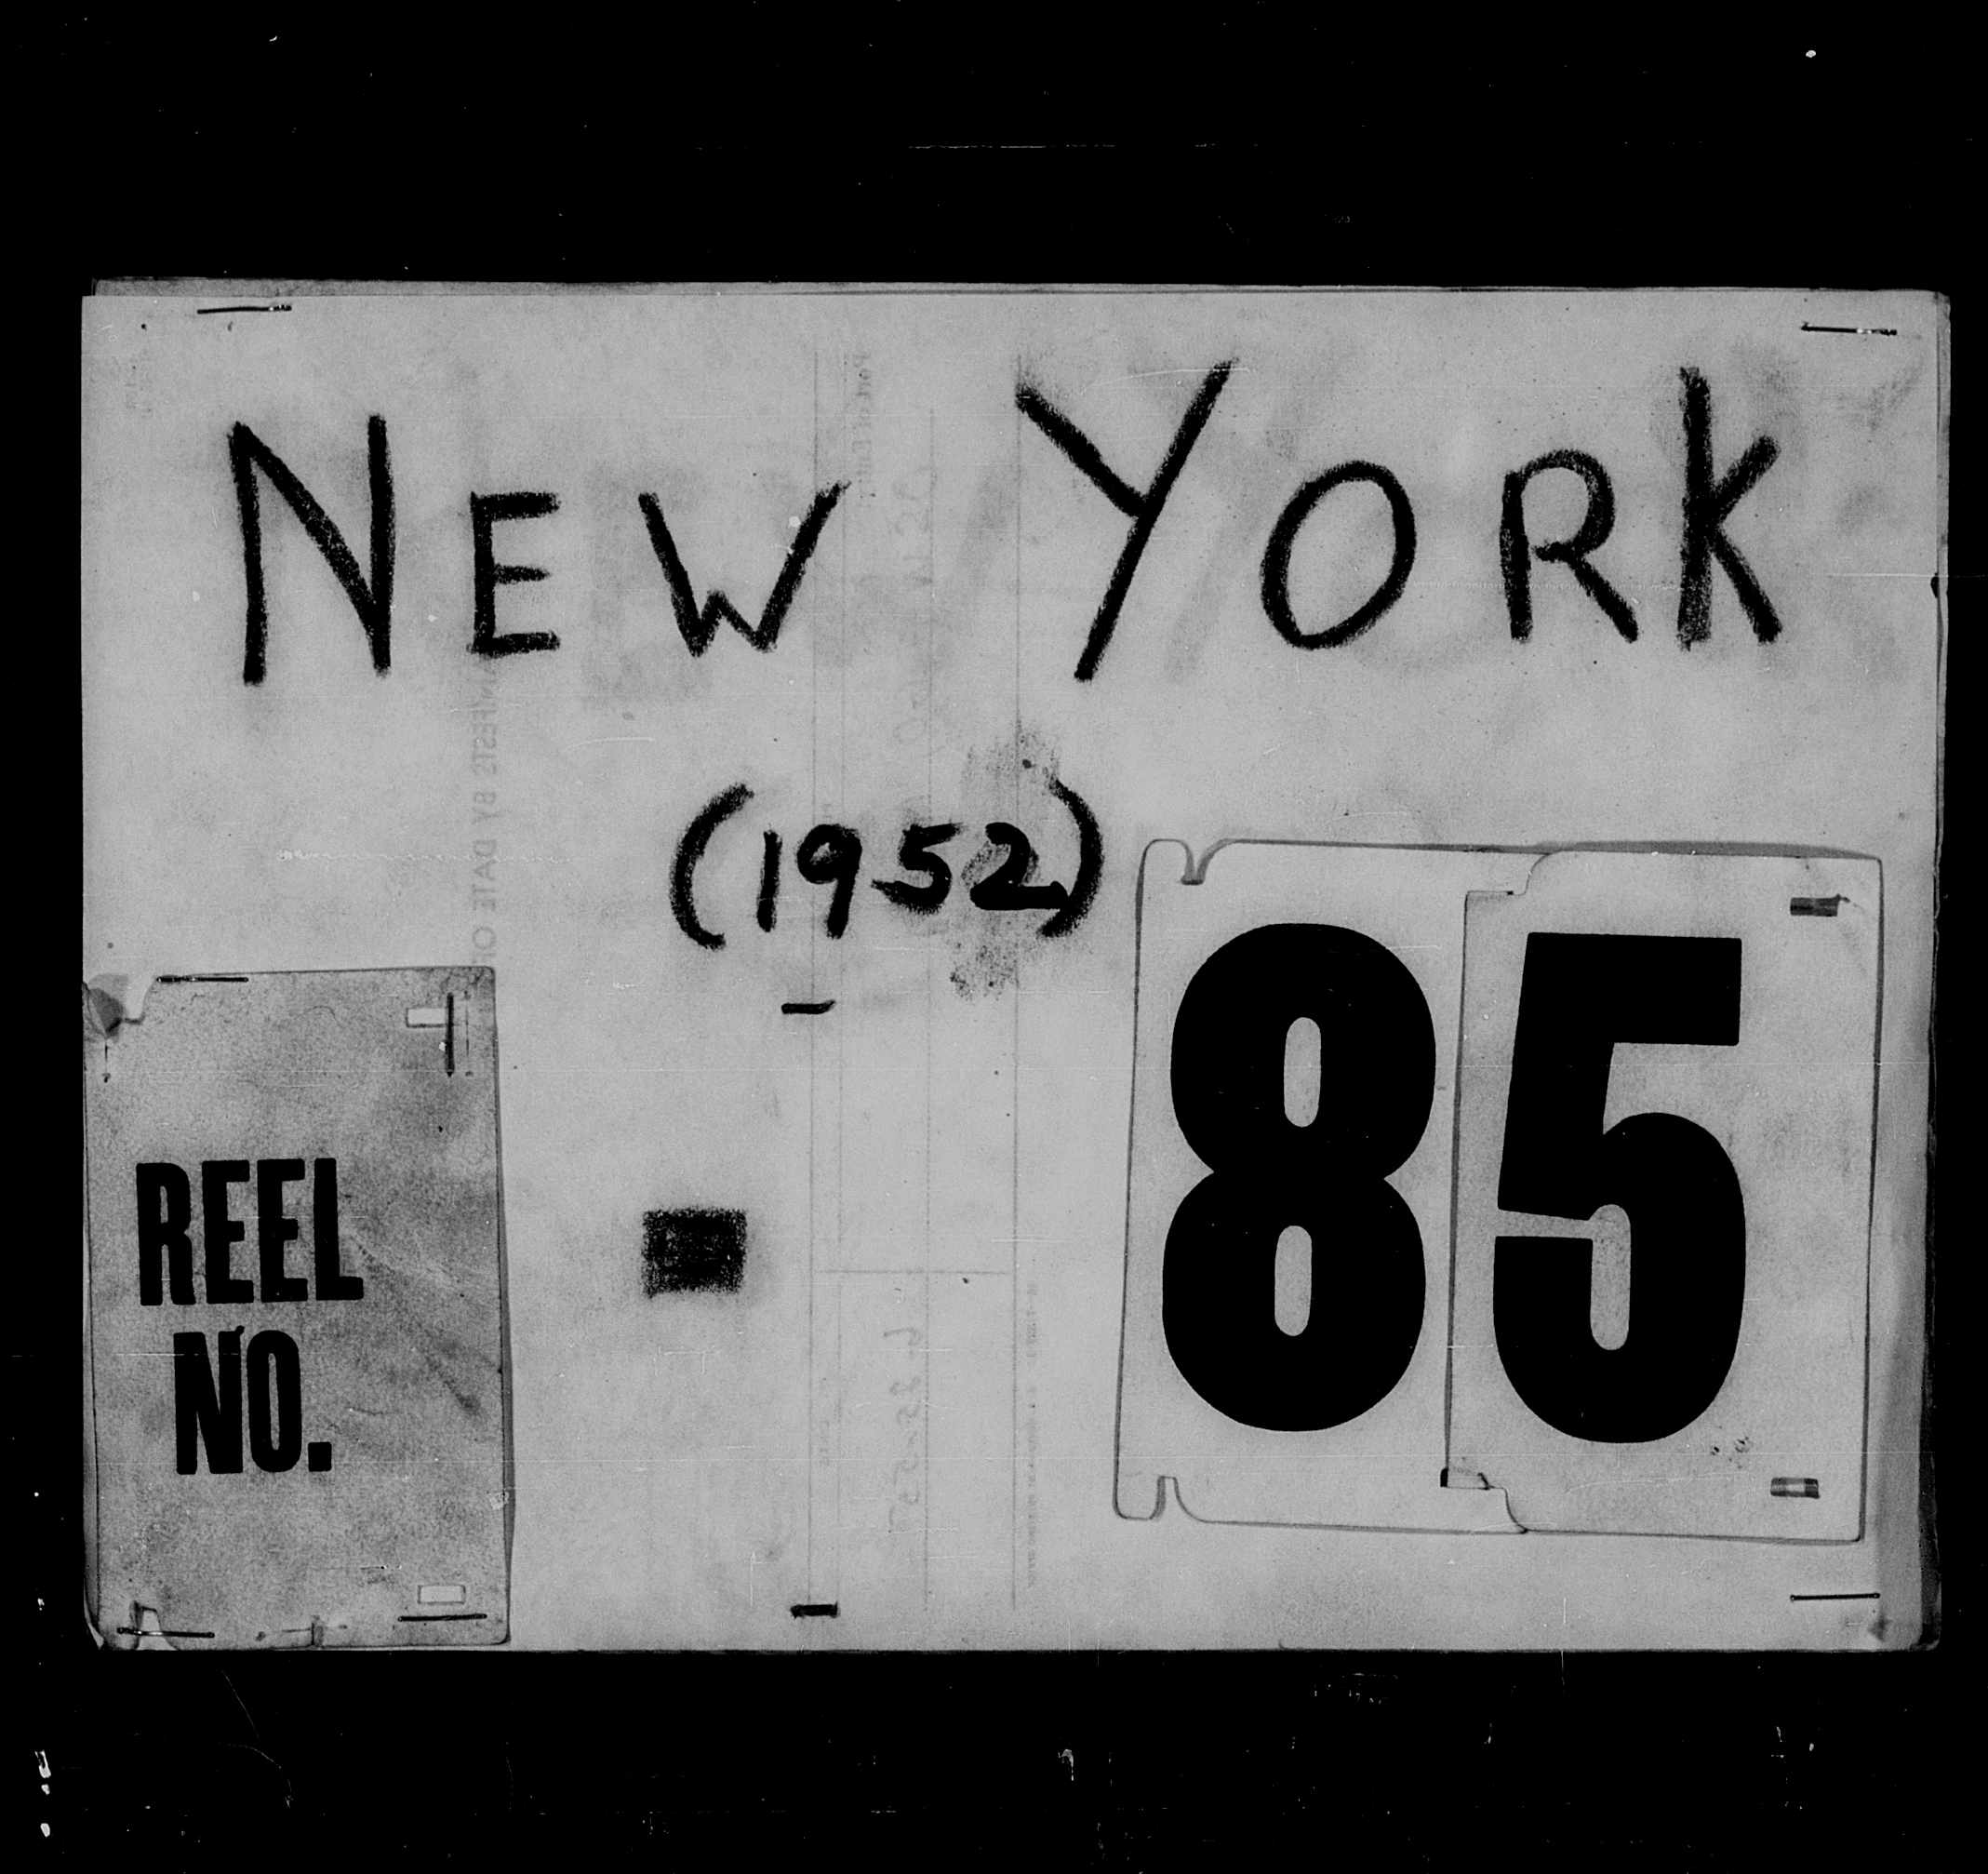 NEW YORK
(1952)
REEL
NO.
85